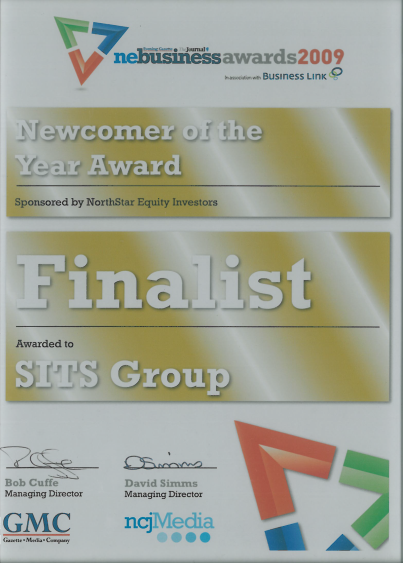 Evening Gazette the Journal
nebusinessawards2009
In association with Business Link
Newcomer of the
Year Award
Sponsored by NorthStar Equity Investors
Finalist
Awarded to
SITS Group
Bob Cuffe
Managing Director
GMC
Gazette • Media • Company
DSimms
David Simms
Managing Director
ncjMedia